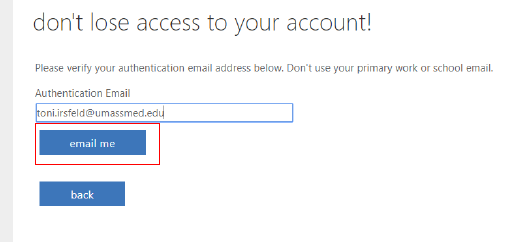 don't lose access to your account!
Please verify your authentication email address below. Don't use your primary work or school email.
Authentication Email
toni.irsfeld@umassmed.edu
email me
back